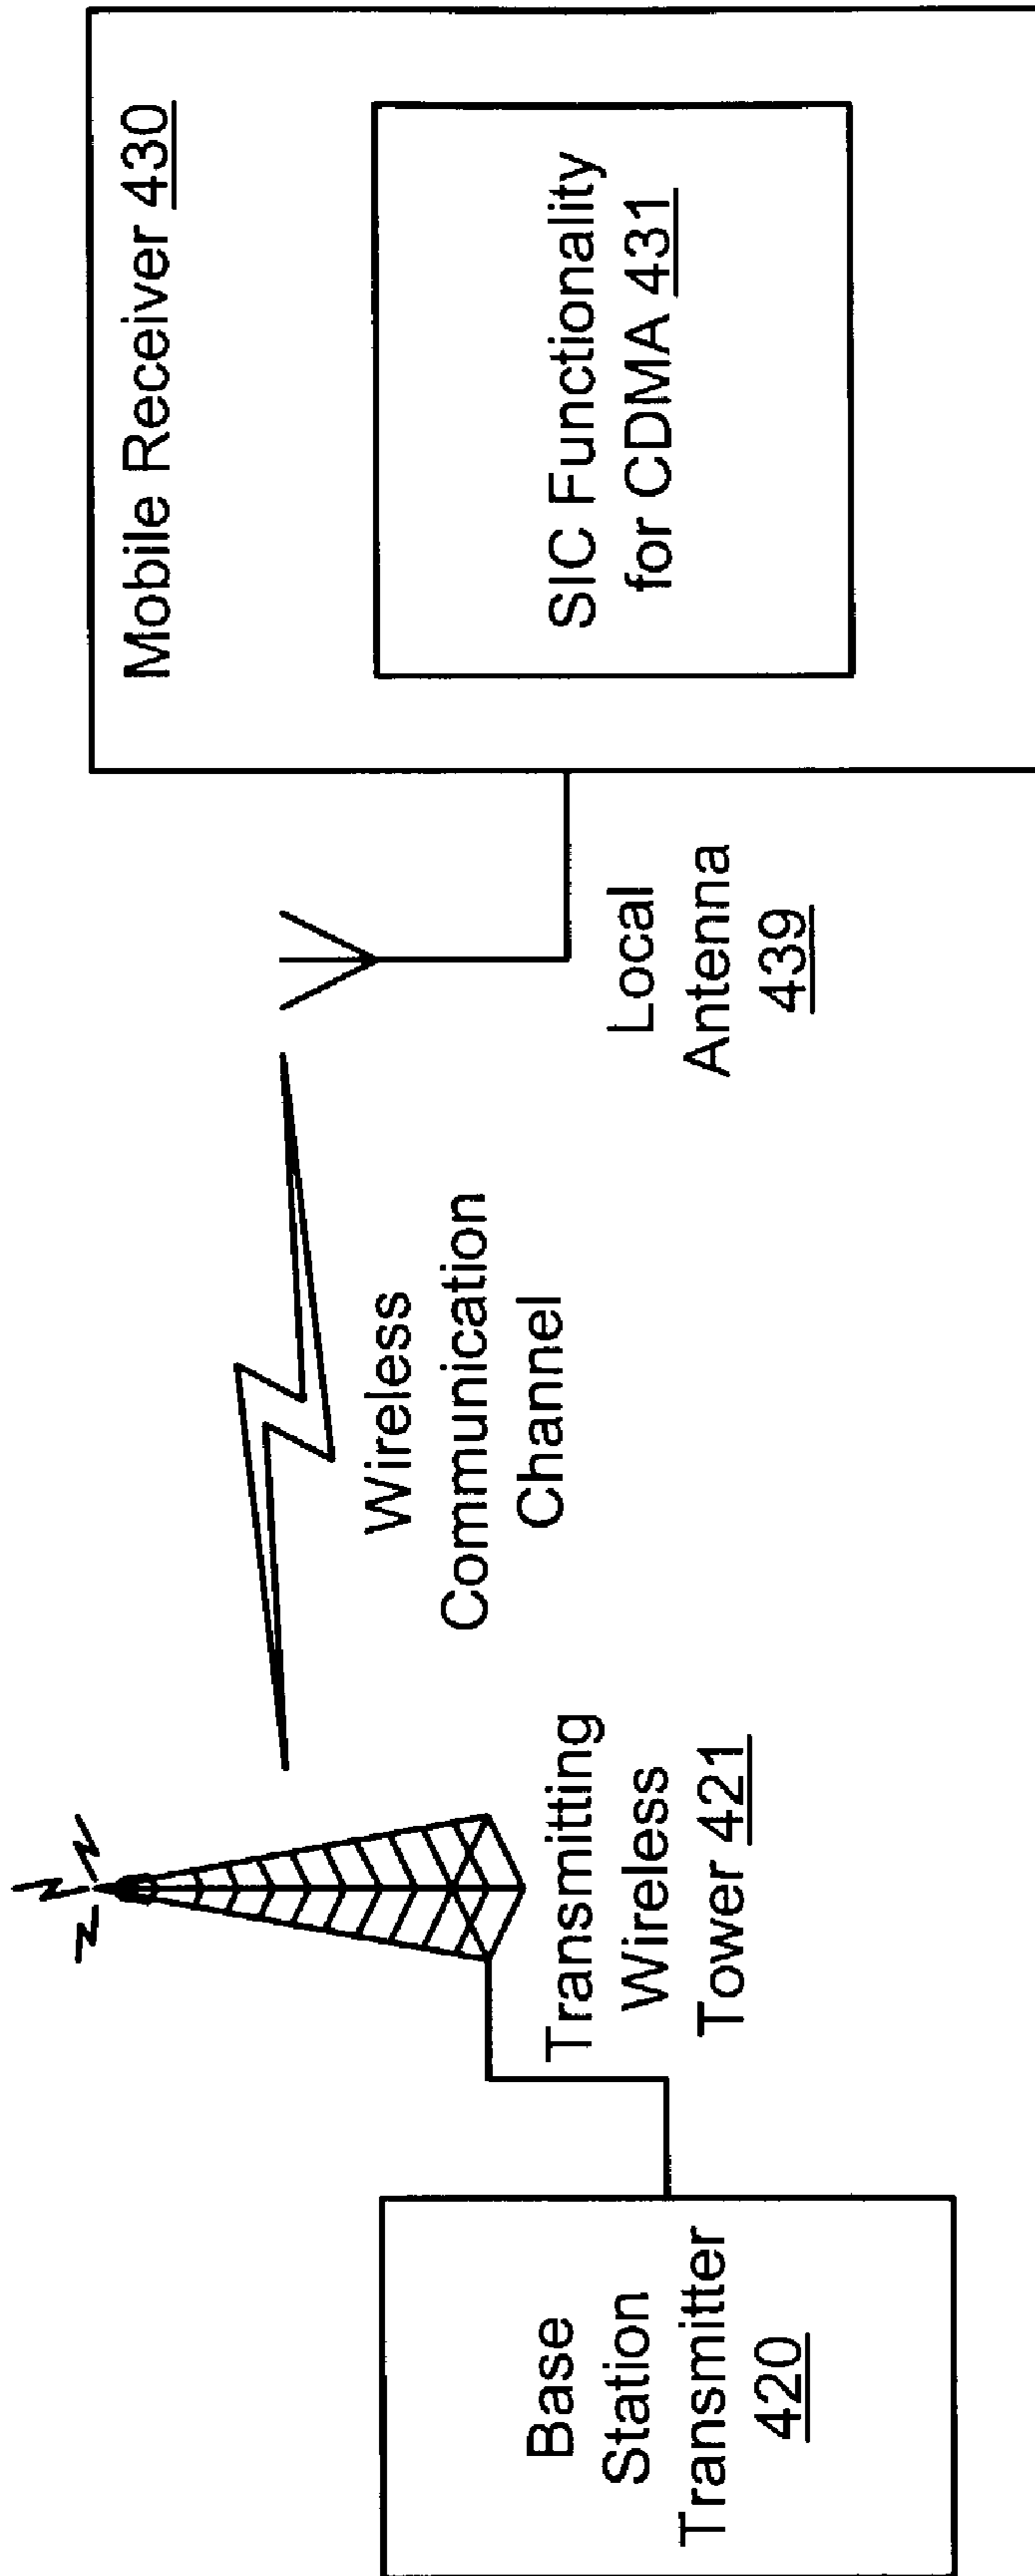 Base
Station
Transmitter
420
Transmitting
Wireless
Tower 421
Wireless
Communication
Channel
Local
Antenna
439
Mobile Receiver 430
SIC Functionality
for CDMA 431